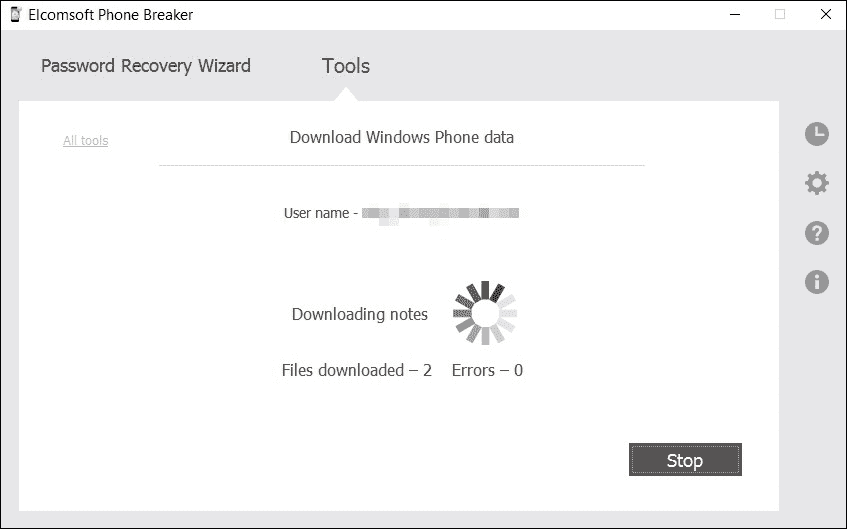 Elcomsoft Phone Breaker
Password Recovery Wizard Tools
All tools
Download Windows Phone data
User name -
Downloading notes
Files downloaded – 2 Errors – 0
Stop